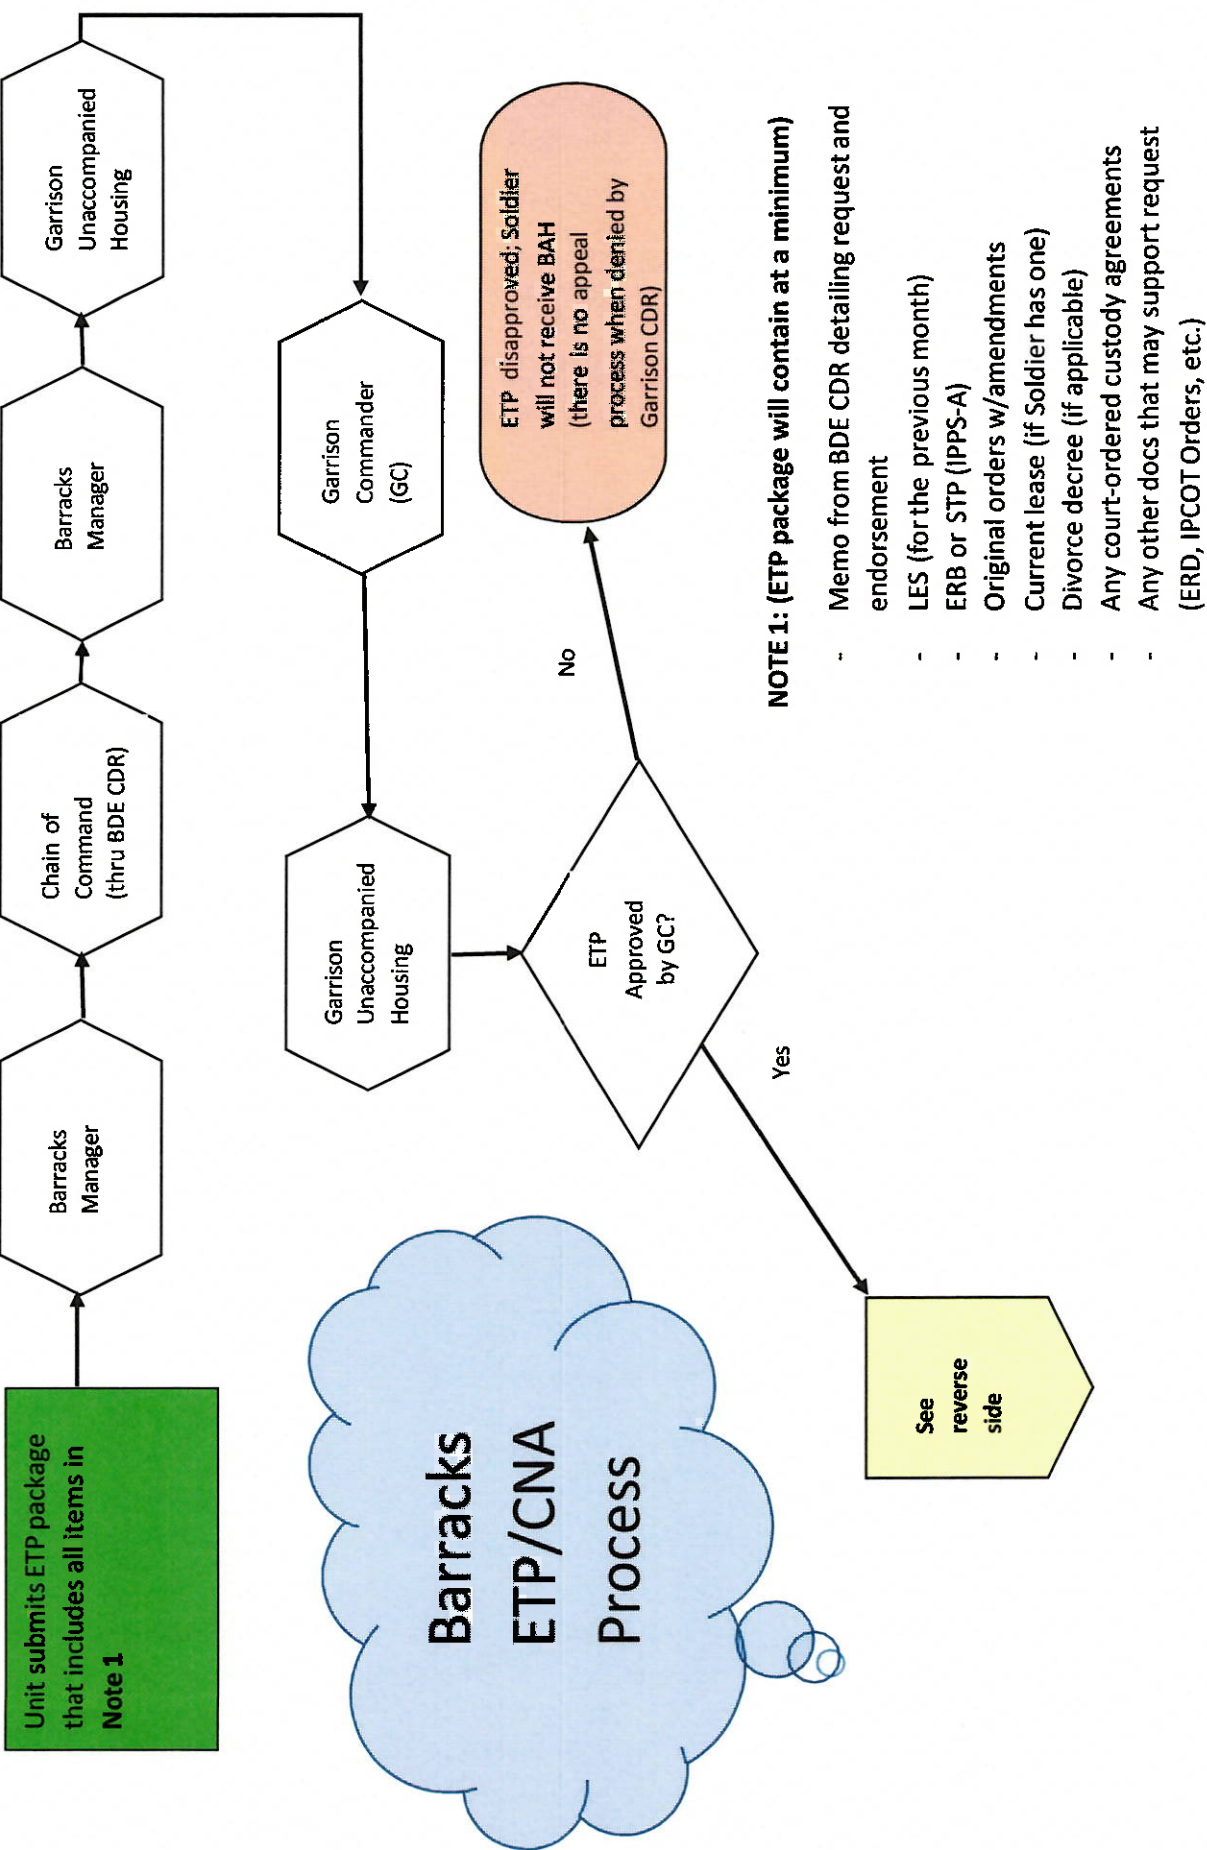 Unit submits ETP package
that includes all items in
Note 1
Barracks
Manager
Chain of
Command
(thru BDE CDR)
Barracks
Manager
Garrison
Unaccompanied
Housing
Garrison
Commander
(GC)
Garrison
Unaccompanied
Housing
ETP
Approved
by GC?
No
ETP disapproved; Soldier
will not receive BAH
(there is no appeal
process when denied by
Garrison CDR)
Yes
See
reverse
side
Barracks
ETP/CNA
Process
NOTE 1: (ETP package will contain at a minimum)
- Memo from BDE CDR detailing request and
endorsement
- LES (for the previous month)
- ERB or STP (IPPS-A)
- Original orders w/amendments
- Current lease (if Soldier has one)
- Divorce decree (if applicable)
- Any court-ordered custody agreements
- Any other docs that may support request
(ERD, IPCOT Orders, etc.)